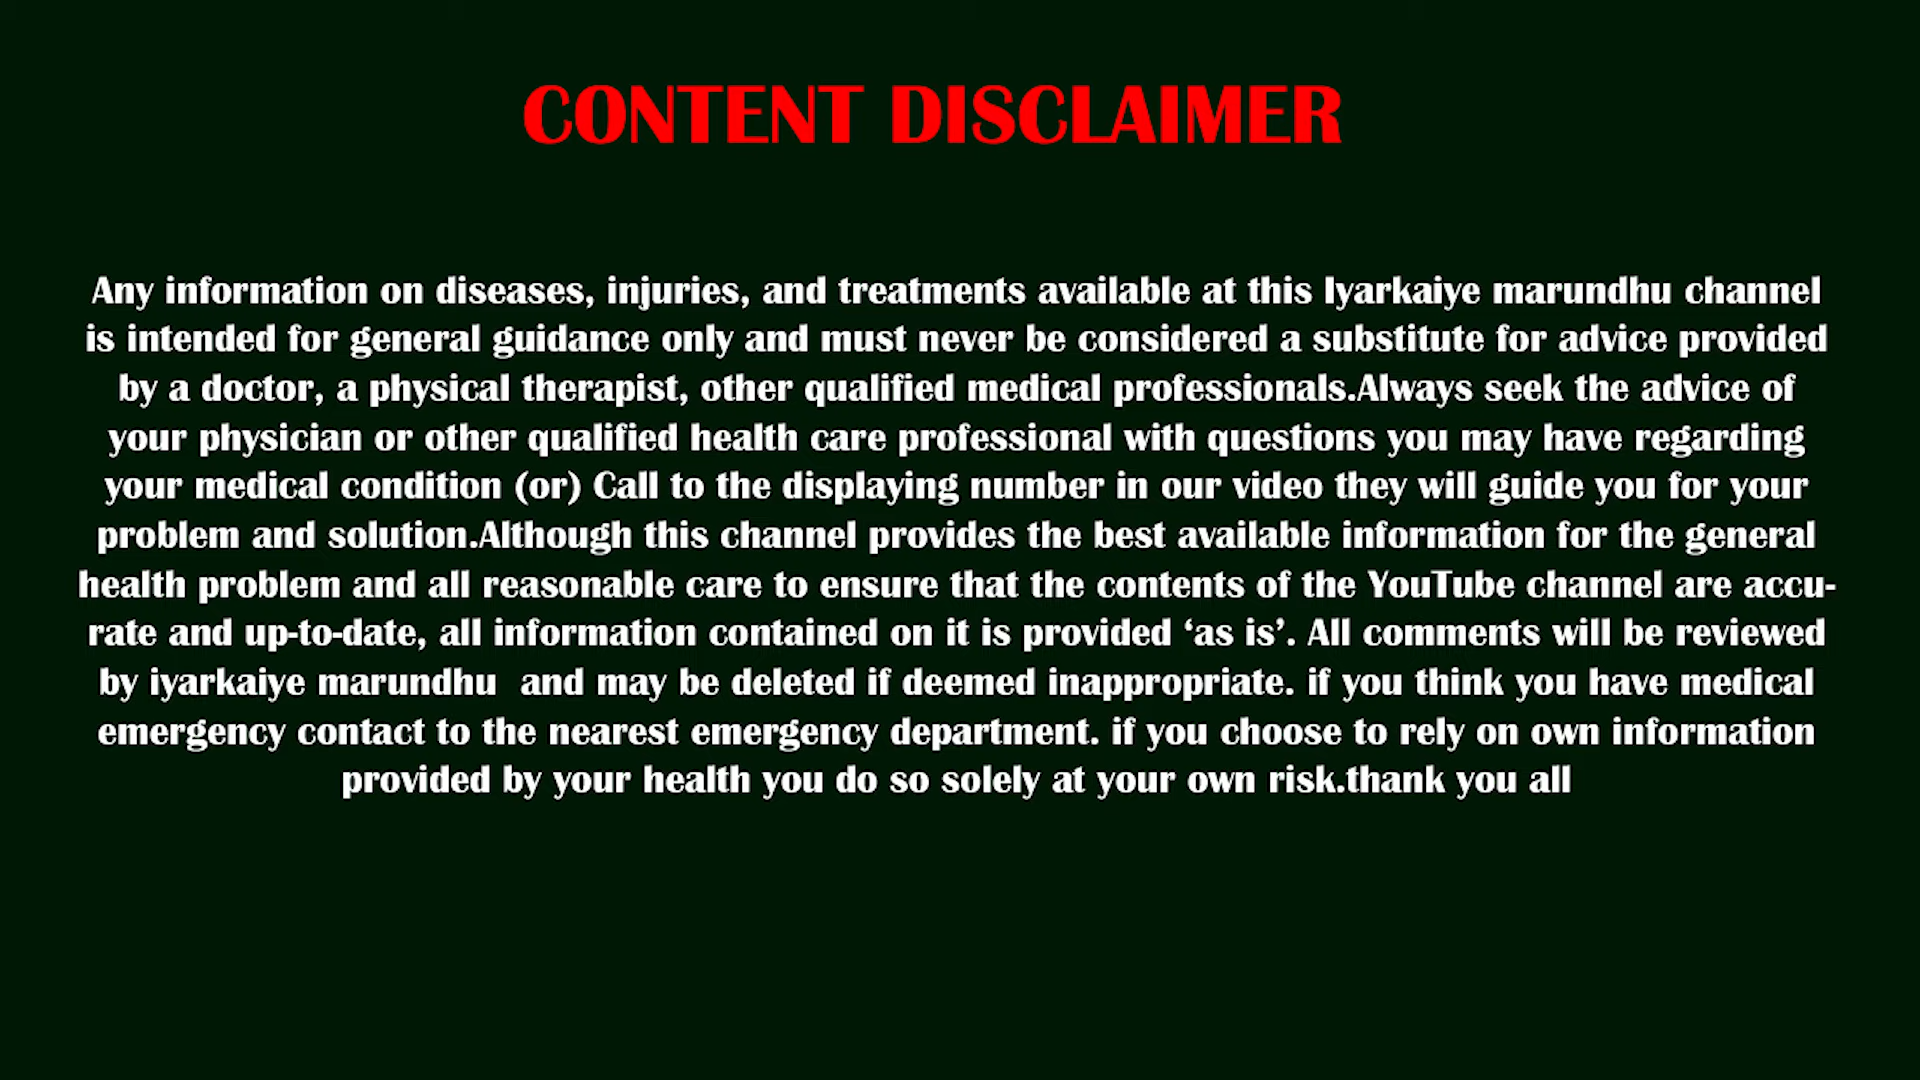 CONTENT DISCLAIMER
Any information on diseases, injuries, and treatments available at this Iyarkaiye marundhu channel
is intended for general guidance only and must never be considered a substitute for advice provided
by a doctor, a physical therapist, other qualified medical professionals.Always seek the advice of
your physician or other qualified health care professional with questions you may have regarding
your medical condition (or) Call to the displaying number in our video they will guide you for your
problem and solution.Although this channel provides the best available information for the general
health problem and all reasonable care to ensure that the contents of the YouTube channel are accu-
rate and up-to-date, all information contained on it is provided ‘as is’. All comments will be reviewed
by iyarkaiye marundhu  and may be deleted if deemed inappropriate. if you think you have medical
emergency contact to the nearest emergency department. if you choose to rely on own information
provided by your health you do so solely at your own risk.thank you all